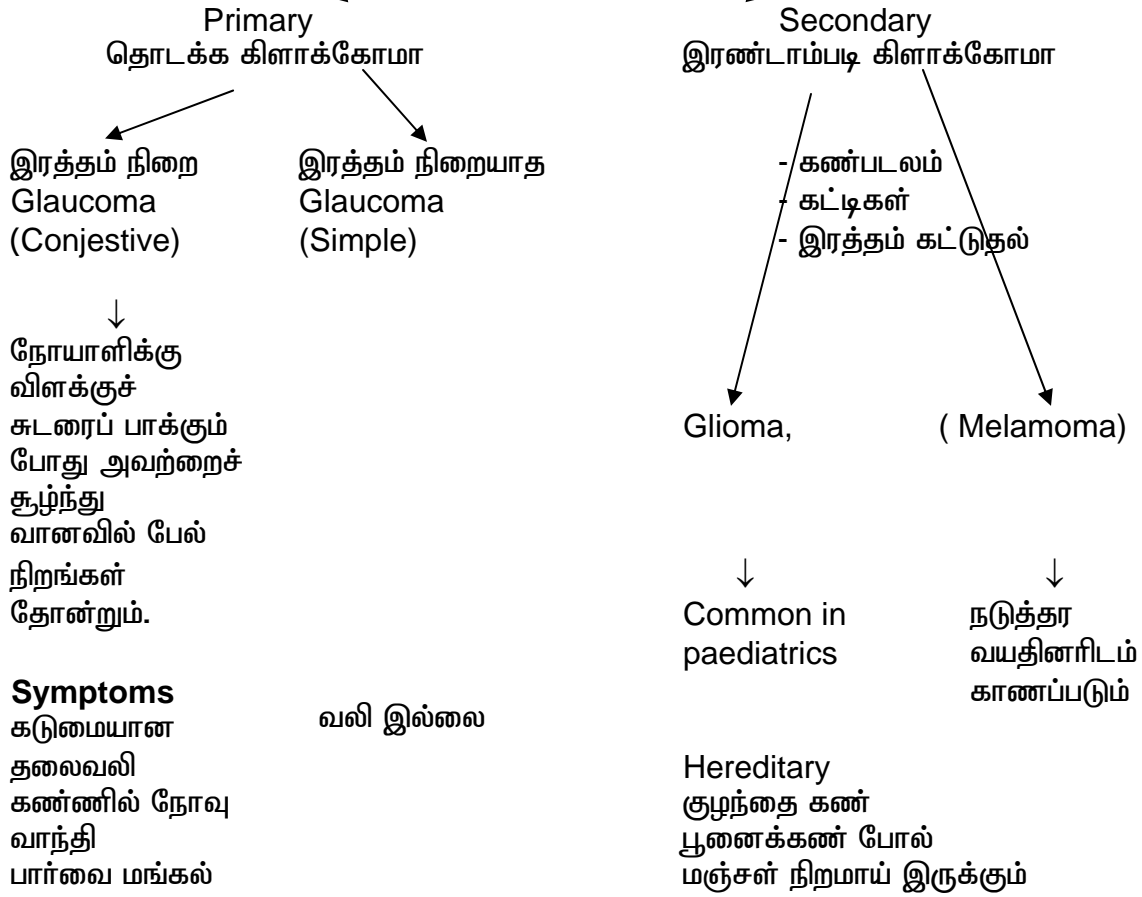 Primary
தொடக்க கிளாக்கோமா
Secondary
இரண்டாம்படி கிளாக்கோமா
இரத்தம் நிறை
Glaucoma
(Conjestive)
இரத்தம் நிறையாத
Glaucoma
(Simple)
- கண்படலம்
- கட்டிகள்
- இரத்தம் கட்டுதல்
↓
நோயாளிக்கு
விளக்குச்
சுடரைப் பாக்கும்
போது அவற்றைச்
சூழ்ந்து
வானவில் பேல்
நிறங்கள்
தோன்றும்.
Glioma,
( Melamoma)
↓
Common in
paediatrics
↓
நடுத்தர
வயதினரிடம்
காணப்படும்
Symptoms
கடுமையான
தலைவலி
கண்ணில் நோவு
வாந்தி
பார்வை மங்கல்
வலி இல்லை
Hereditary
குழந்தை கண்
பூனைக்கண் போல்
மஞ்சள் நிறமாய் இருக்கும்